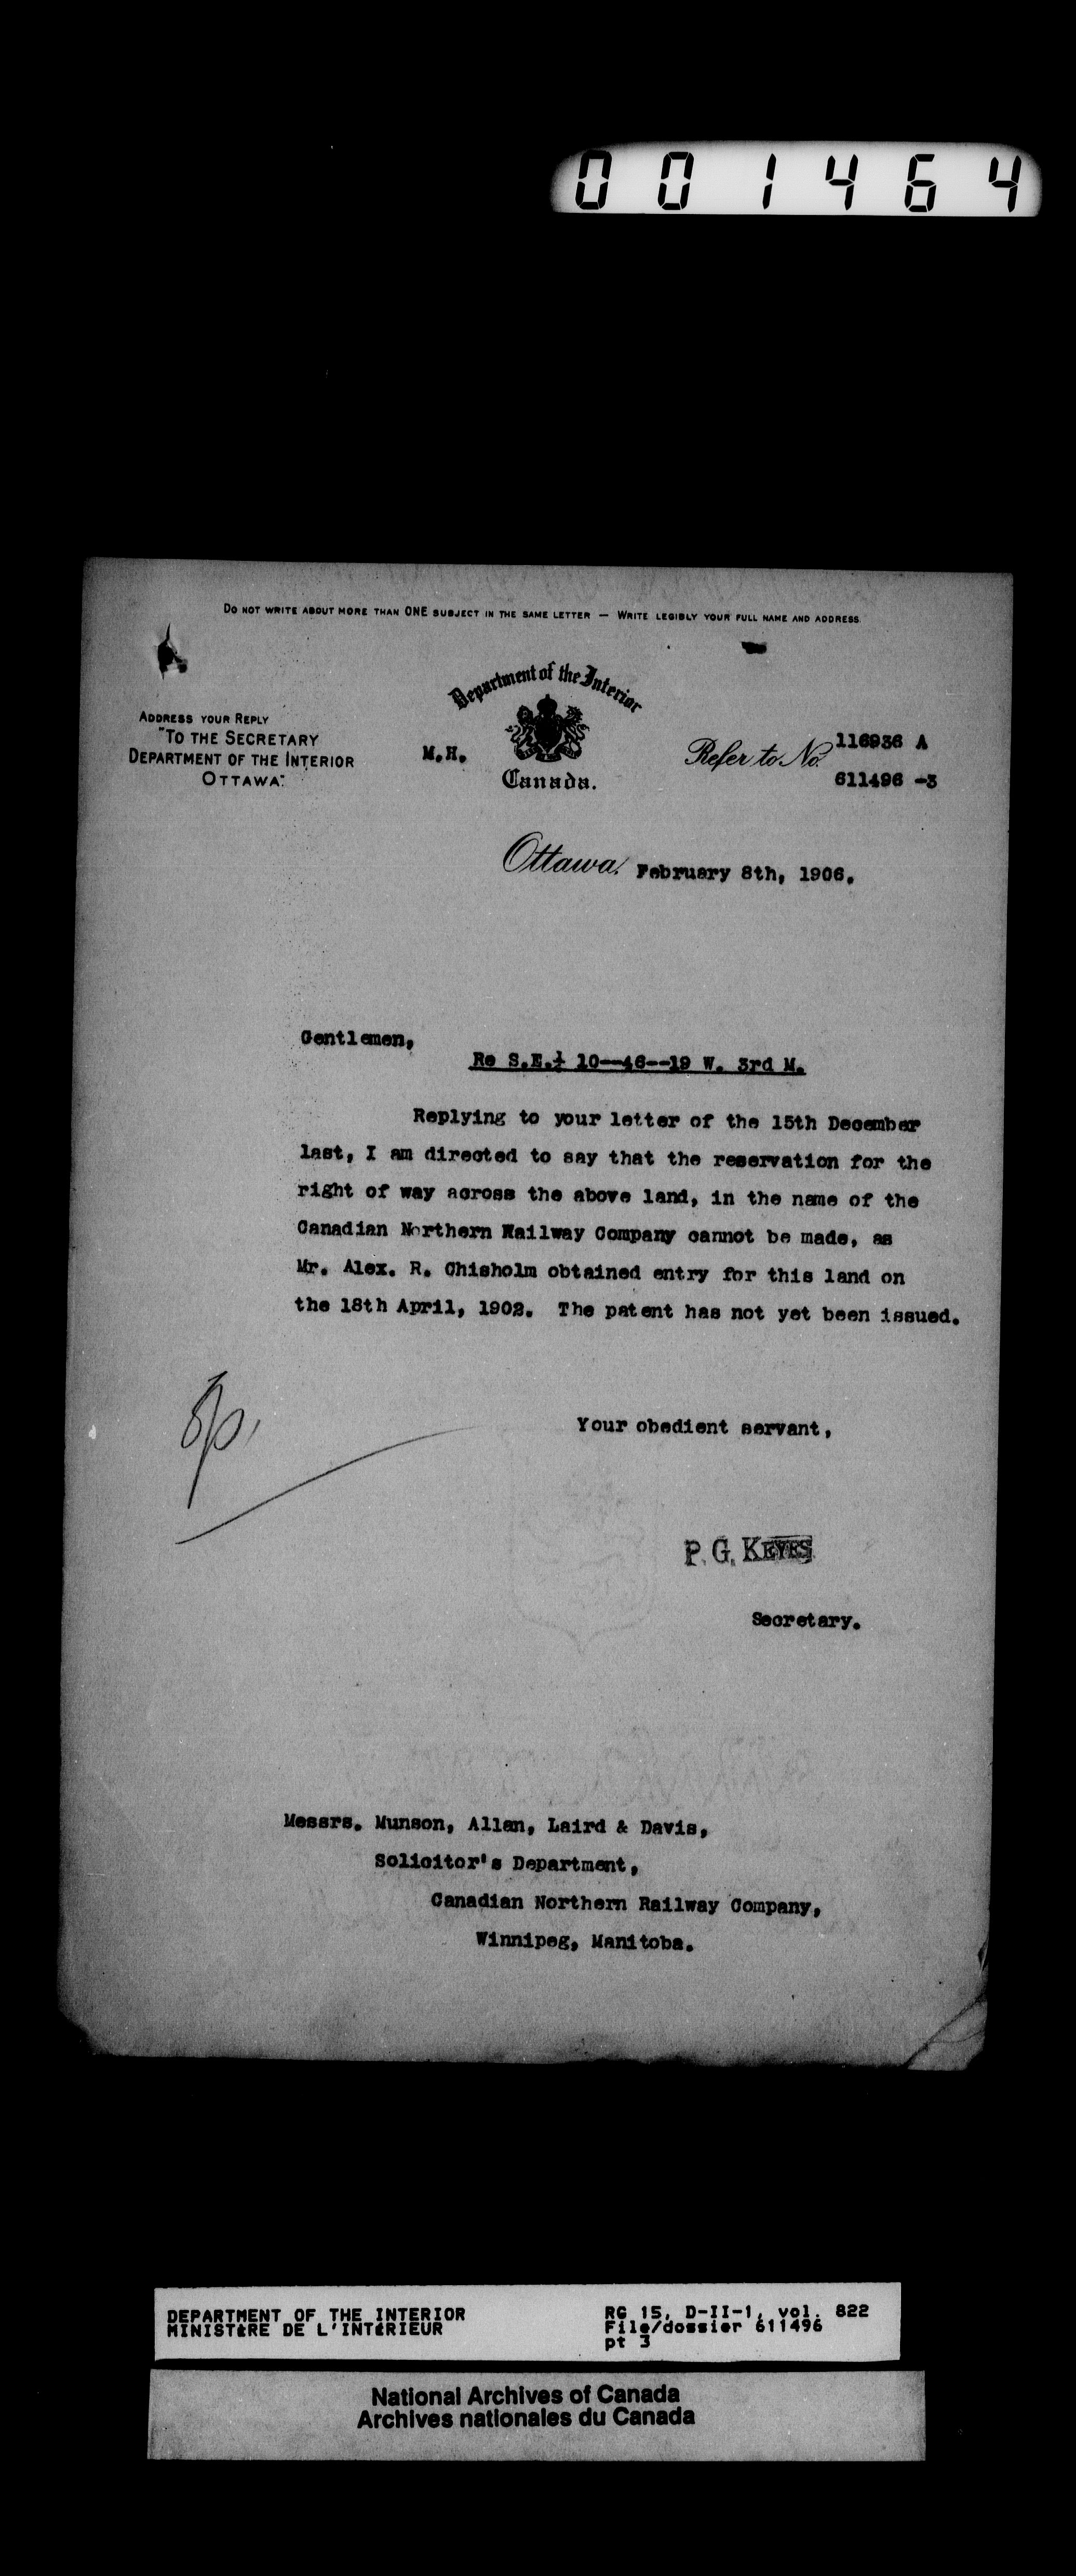 001464
DO NOT WRITE ABOUT MORE THAN ONE SUBJECT IN THE SAME LETTER — WRITE LEGIBLY YOUR FULL NAME AND ADDRESS.
Department of the Interior
Canada.
ADDRESS YOUR REPLY
"TO THE SECRETARY
DEPARTMENT OF THE INTERIOR
OTTAWA."
M.H.
Refer to No. 116936 A
611496 -3
Ottawa, February 8th, 1906.
Gentlemen,
Re S.E.¼ 10--46--19 W. 3rd M.
Replying to your letter of the 15th December
last, I am directed to say that the reservation for the
right of way across the above land, in the name of the
Canadian Northern Railway Company cannot be made, as
Mr. Alex. R. Chisholm obtained entry for this land on
the 18th April, 1902. The patent has not yet been issued.
Your obedient servant,
P. G. KEYES
Secretary.
Messrs. Munson, Allan, Laird & Davis,
Solicitor's Department,
Canadian Northern Railway Company,
Winnipeg, Manitoba.
DEPARTMENT OF THE INTERIOR
MINISTÈRE DE L'INTÉRIEUR
RG 15, D-II-1, vol. 822
File/dossier 611496
pt 3
National Archives of Canada
Archives nationales du Canada